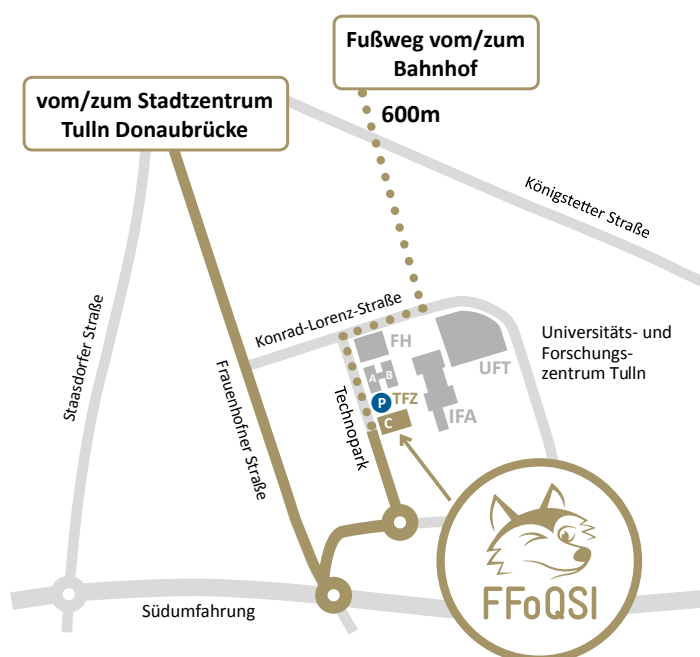 Fußweg vom/zum
Bahnhof
vom/zum Stadtzentrum
Tulln Donaubrücke
600m
Königstetter Straße
Staasdorfer Straße
Frauenhofner Straße
Konrad-Lorenz-Straße
Technopark
FH
A
B
P
TFZ
C
IFA
UFT
Universitäts- und
Forschungs-
zentrum Tulln
Südumfahrung
FFoQSI